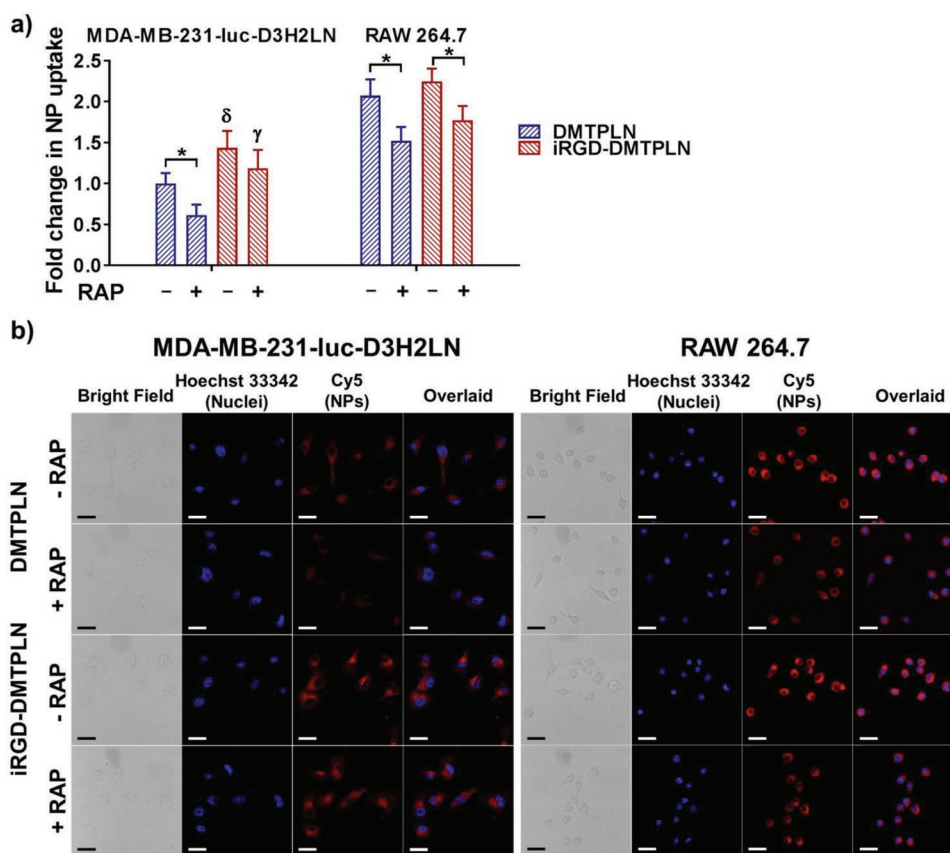 a)
MDA-MB-231-luc-D3H2LN RAW 264.7
Fold change in NP uptake
2.5
2.0
1.5
1.0
0.5
0.0
* δ γ * *
DMTPLN
iRGD-DMTPLN
RAP − + − + − + − +
b)
MDA-MB-231-luc-D3H2LN RAW 264.7
Bright Field Hoechst 33342 (Nuclei) Cy5 (NPs) Overlaid Bright Field Hoechst 33342 (Nuclei) Cy5 (NPs) Overlaid
DMTPLN
- RAP
+ RAP
iRGD-DMTPLN
- RAP
+ RAP